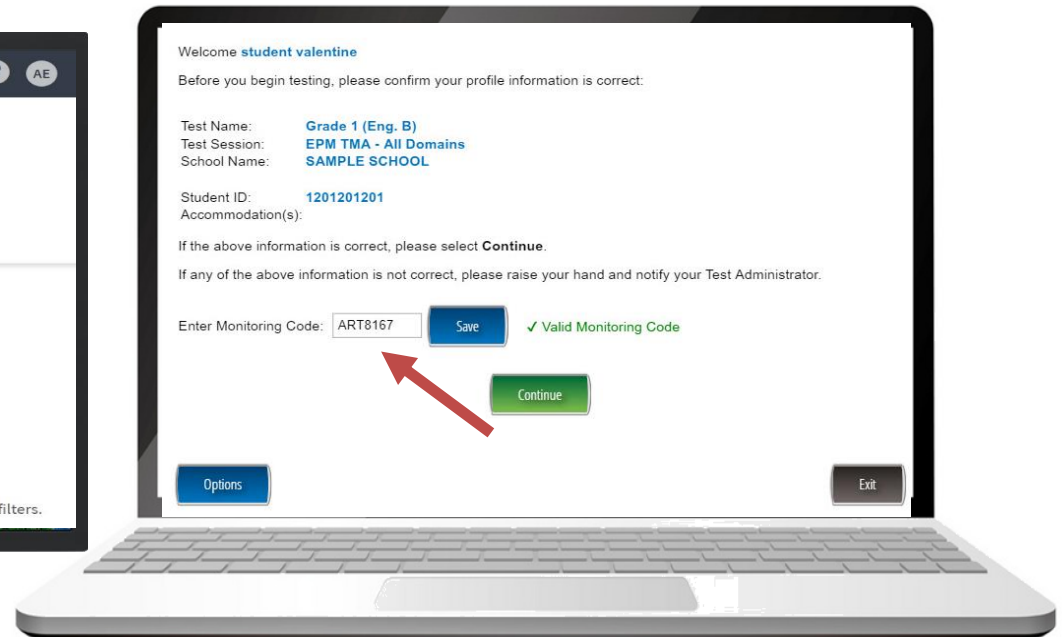 AE
filters.
Welcome student valentine
Before you begin testing, please confirm your profile information is correct:
Test Name: Grade 1 (Eng. B)
Test Session: EPM TMA - All Domains
School Name: SAMPLE SCHOOL
Student ID: 1201201201
Accommodation(s):
If the above information is correct, please select Continue.
If any of the above information is not correct, please raise your hand and notify your Test Administrator.
Enter Monitoring Code: ART8167 Save ✓ Valid Monitoring Code
Continue
Options Exit